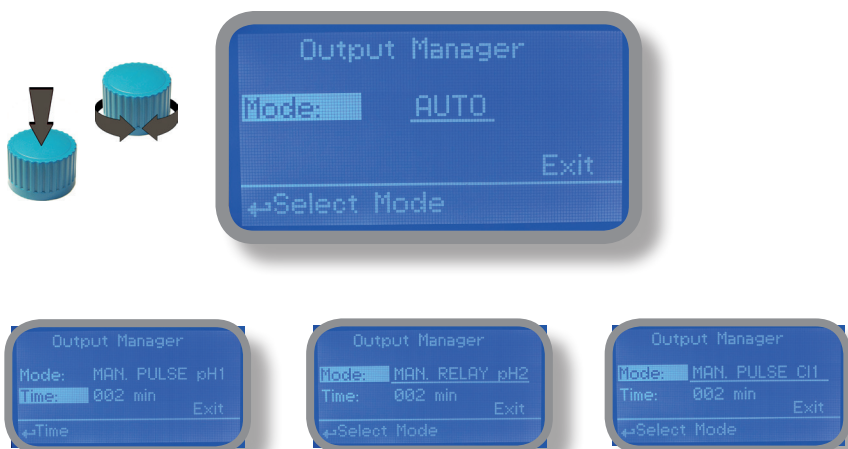 Output Manager
Mode: AUTO
Exit
↵Select Mode
Output Manager
Mode: MAN. PULSE pH1
Time: 002 min
Exit
↵Time
Output Manager
Mode: MAN. RELAY pH2
Time: 002 min
Exit
↵Select Mode
Output Manager
Mode: MAN. PULSE Cl1
Time: 002 min
Exit
↵Select Mode